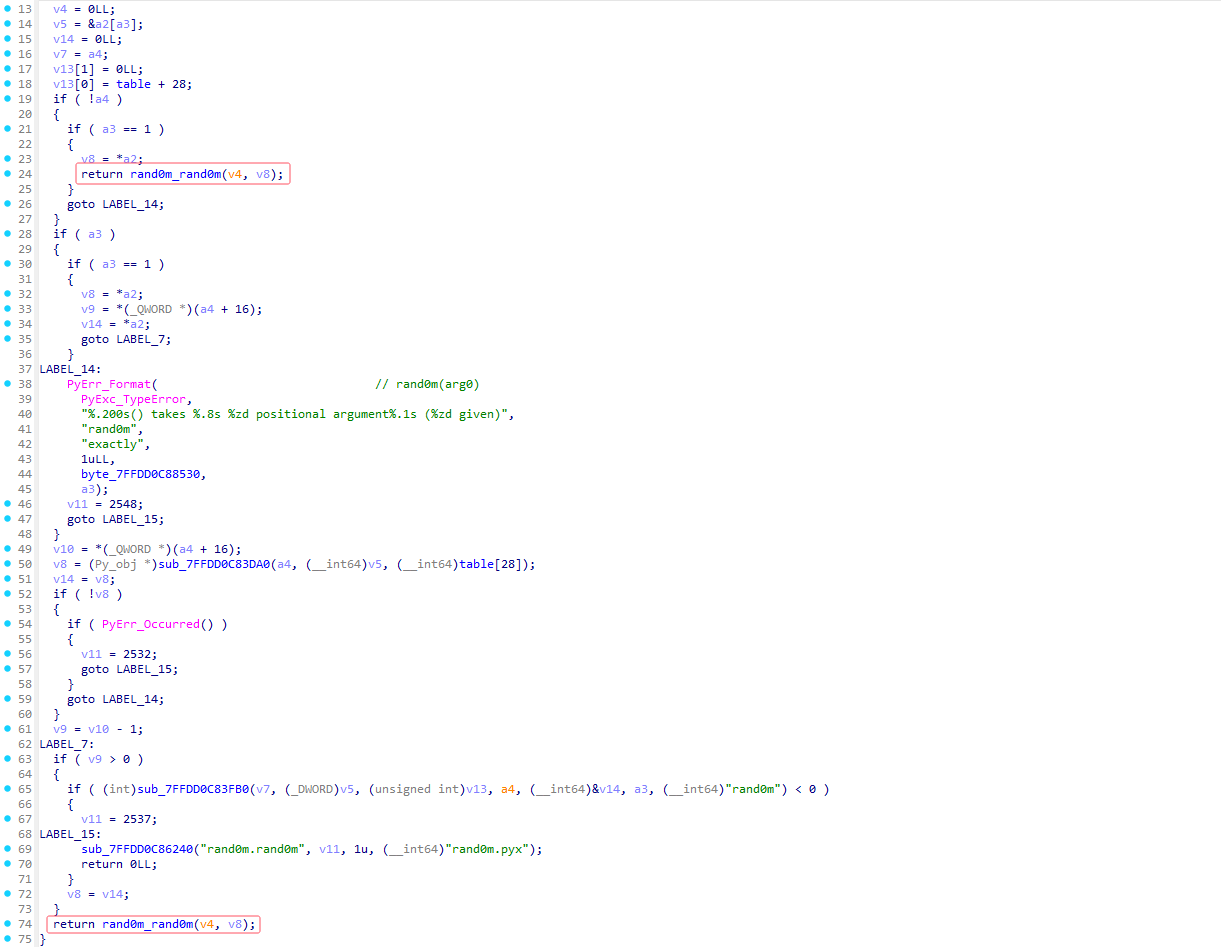 13 v4 = 0LL;
14 v5 = &a2[a3];
15 v14 = 0LL;
16 v7 = a4;
17 v13[1] = 0LL;
18 v13[0] = table + 28;
19 if ( !a4 )
20 {
21 if ( a3 == 1 )
22 {
23 v8 = *a2;
24 return rand0m_rand0m(v4, v8);
25 }
26 goto LABEL_14;
27 }
28 if ( a3 )
29 {
30 if ( a3 == 1 )
31 {
32 v8 = *a2;
33 v9 = *(_QWORD *)(a4 + 16);
34 v14 = *a2;
35 goto LABEL_7;
36 }
37 LABEL_14:
38 PyErr_Format( // rand0m(arg0)
39 PyExc_TypeError,
40 "%.200s() takes %.8s %zd positional argument%.1s (%zd given)",
41 "rand0m",
42 "exactly",
43 1uLL,
44 byte_7FFDD0C88530,
45 a3);
46 v11 = 2548;
47 goto LABEL_15;
48 }
49 v10 = *(_QWORD *)(a4 + 16);
50 v8 = (Py_obj *)sub_7FFDD0C83DA0(a4, (__int64)v5, (__int64)table[28]);
51 v14 = v8;
52 if ( !v8 )
53 {
54 if ( PyErr_Occurred() )
55 {
56 v11 = 2532;
57 goto LABEL_15;
58 }
59 goto LABEL_14;
60 }
61 v9 = v10 - 1;
62 LABEL_7:
63 if ( v9 > 0 )
64 {
65 if ( (int)sub_7FFDD0C83FB0(v7, (_DWORD)v5, (unsigned int)v13, a4, (__int64)&v14, a3, (__int64)"rand0m") < 0 )
66 {
67 v11 = 2537;
68 LABEL_15:
69 sub_7FFDD0C86240("rand0m.rand0m", v11, 1u, (__int64)"rand0m.pyx");
70 return 0LL;
71 }
72 v8 = v14;
73 }
74 return rand0m_rand0m(v4, v8);
75 }